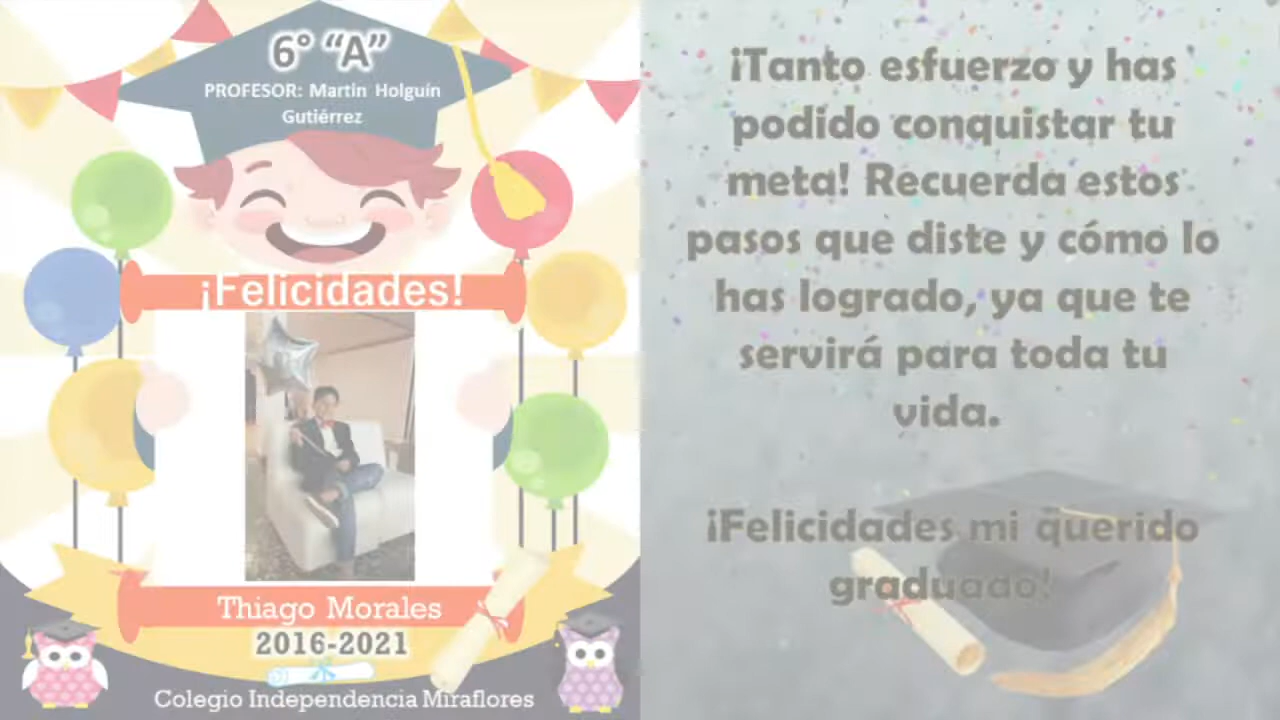 6° “A”
PROFESOR: Martin Holguín
Gutiérrez
¡Felicidades!
Thiago Morales
2016-2021
Colegio Independencia Miraflores
¡Tanto esfuerzo y has
podido conquistar tu
meta! Recuerda estos
pasos que diste y cómo lo
has logrado, ya que te
servirá para toda tu
vida.
¡Felicidades mi querido
graduado!